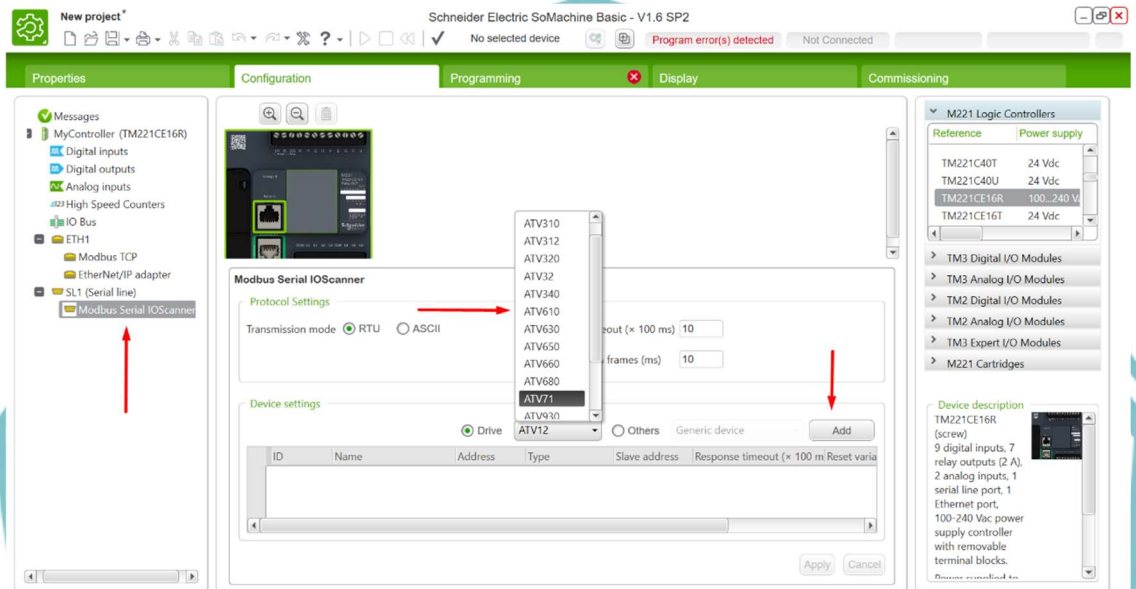 New project*
Schneider Electric SoMachine Basic - V1.6 SP2
?
No selected device
Program error(s) detected
Not Connected
Properties
Configuration
Programming
Display
Commissioning
Messages
MyController (TM221CE16R)
Digital inputs
Digital outputs
Analog inputs
High Speed Counters
IO Bus
ETH1
Modbus TCP
EtherNet/IP adapter
SL1 (Serial line)
Modbus Serial IOScanner
Modbus Serial IOScanner
Protocol Settings
Transmission mode RTU ASCII
eout (× 100 ms) 10
frames (ms) 10
ATV310
ATV312
ATV320
ATV32
ATV340
ATV610
ATV630
ATV650
ATV660
ATV680
ATV71
ATV930
Device settings
Drive ATV12 Others Generic device Add
ID Name Address Type Slave address Response timeout (× 100 m Reset varia
Apply Cancel
M221 Logic Controllers
Reference Power supply
TM221C40T 24 Vdc
TM221C40U 24 Vdc
TM221CE16R 100...240 V
TM221CE16T 24 Vdc
TM3 Digital I/O Modules
TM3 Analog I/O Modules
TM2 Digital I/O Modules
TM2 Analog I/O Modules
TM3 Expert I/O Modules
M221 Cartridges
Device description
TM221CE16R
(screw)
9 digital inputs, 7
relay outputs (2 A),
2 analog inputs, 1
serial line port, 1
Ethernet port,
100-240 Vac power
supply controller
with removable
terminal blocks.
Power supplied to